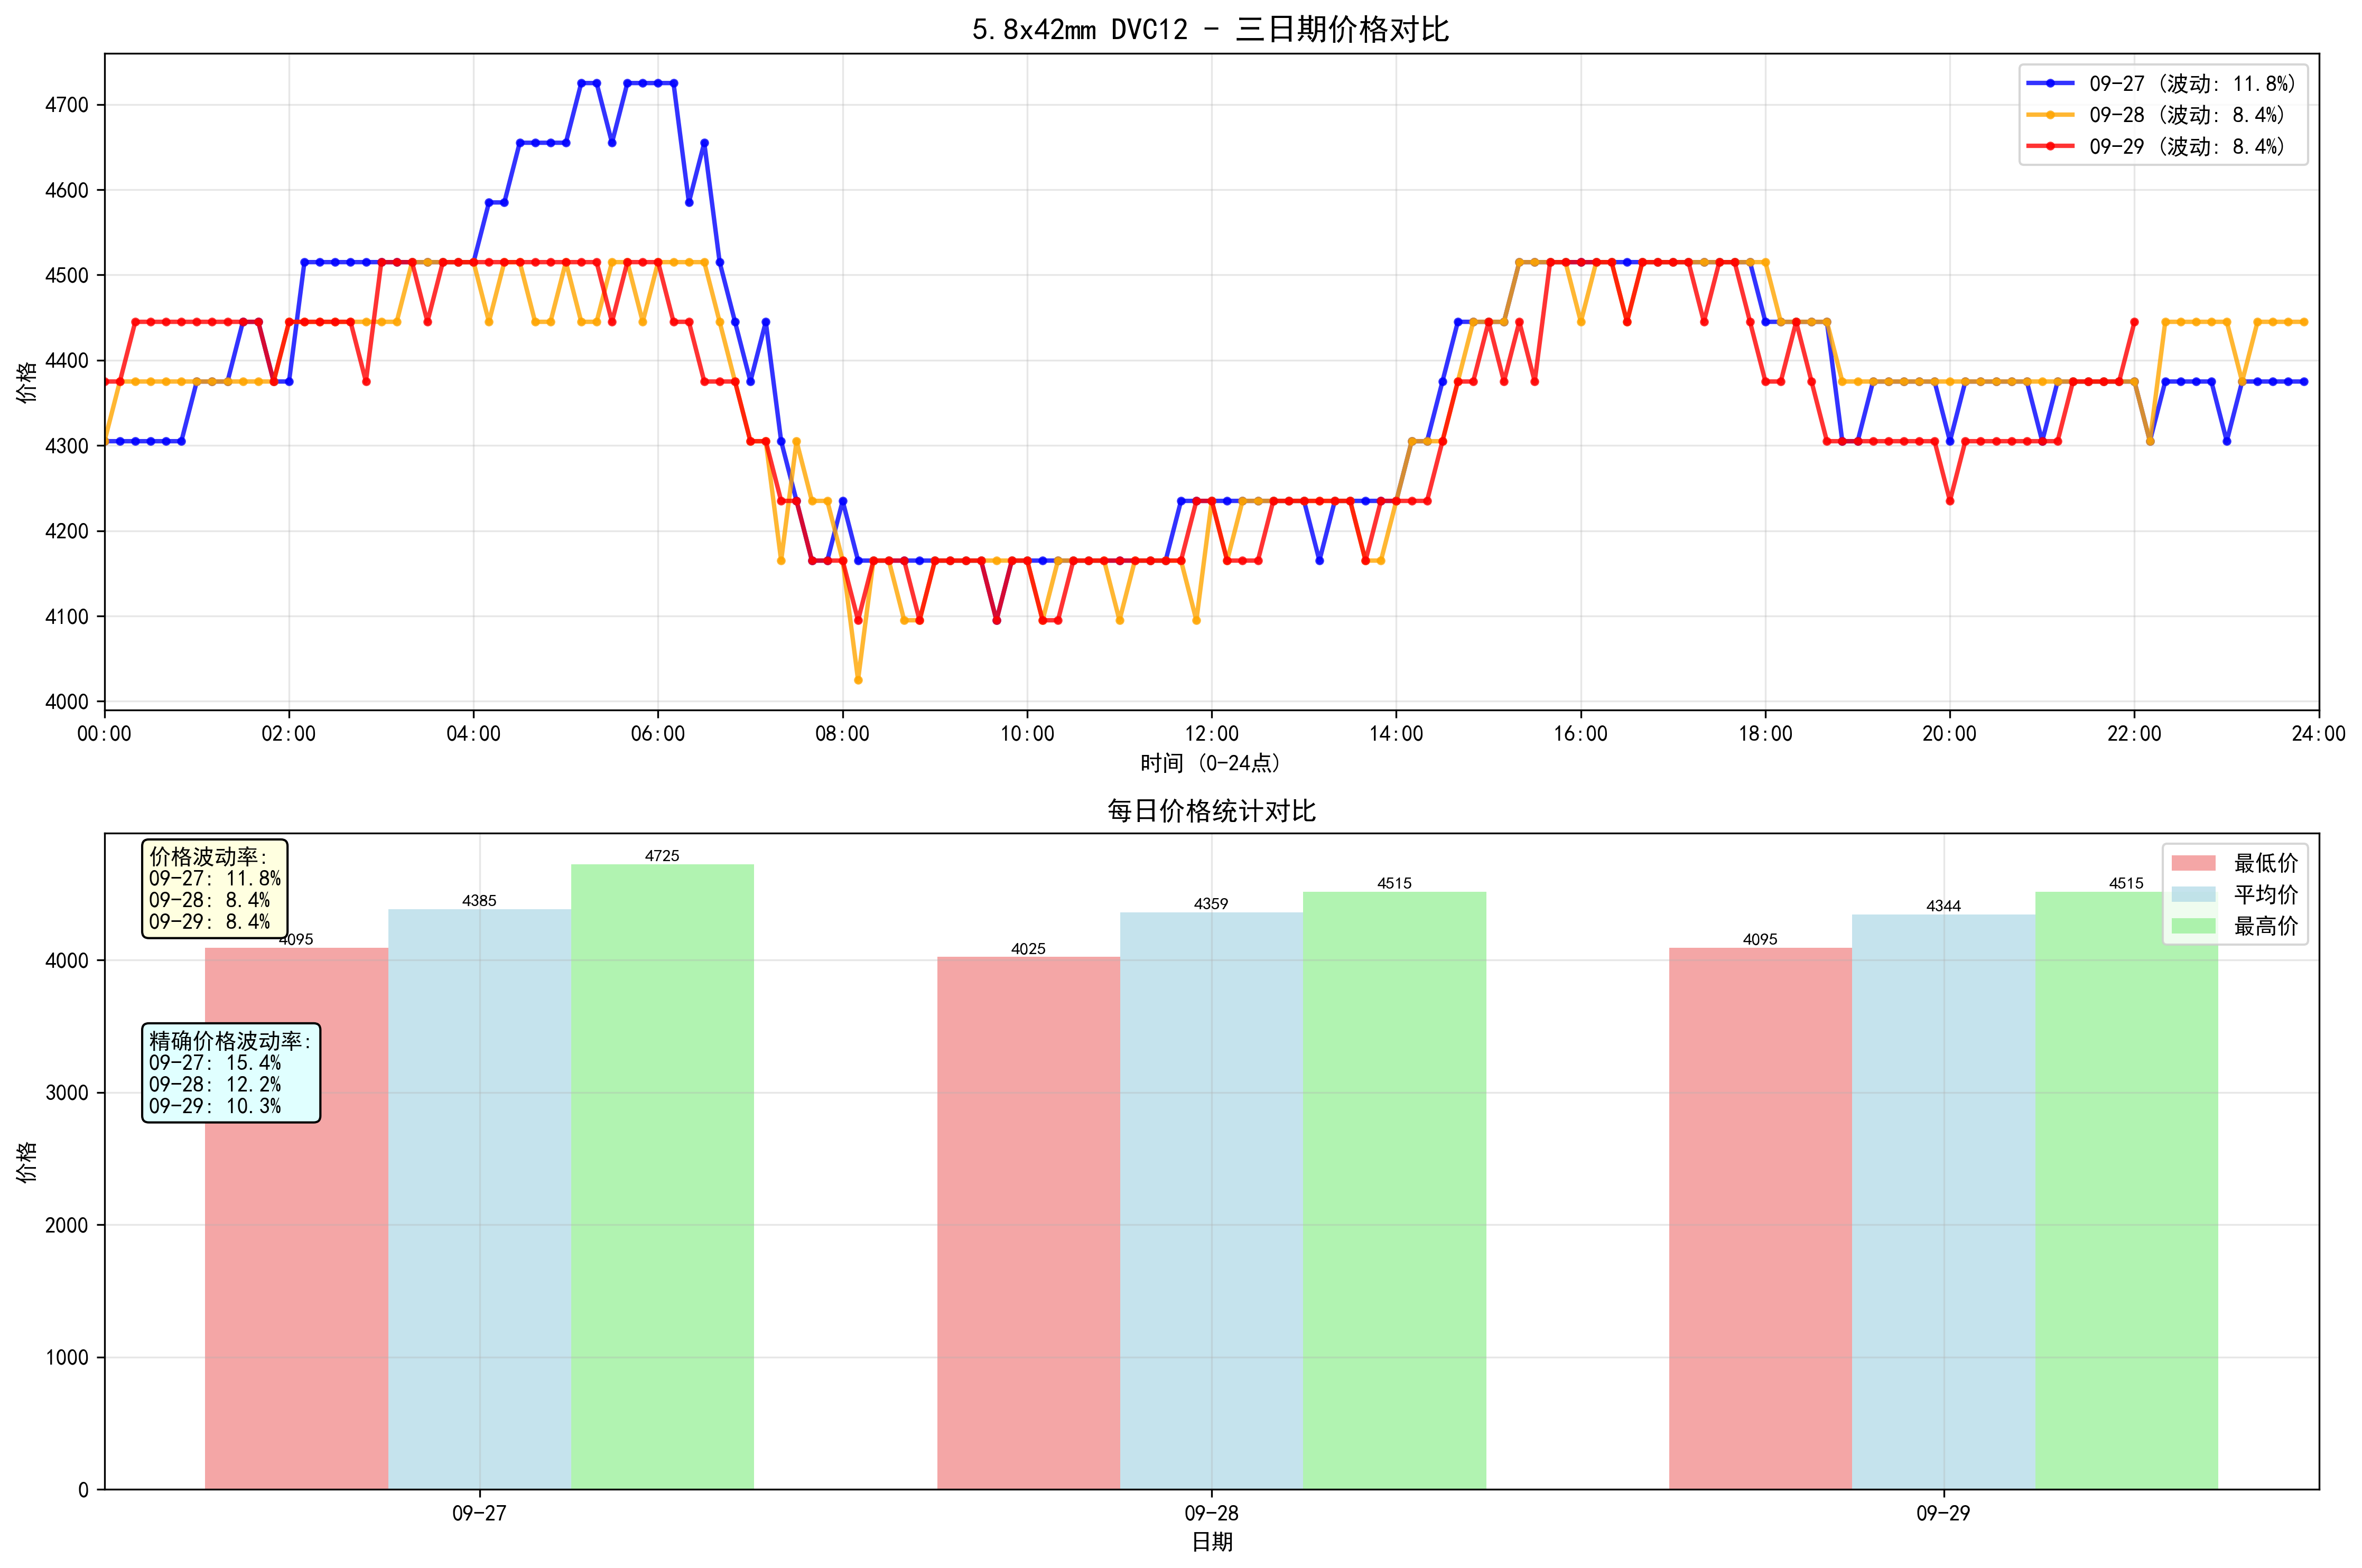 5.8x42mm DVC12 - 三日期价格对比
09-27 (波动: 11.8%)
09-28 (波动: 8.4%)
09-29 (波动: 8.4%)
价格
4700
4600
4500
4400
4300
4200
4100
4000
00:00 02:00 04:00 06:00 08:00 10:00 12:00 14:00 16:00 18:00 20:00 22:00 24:00
时间 (0-24点)
每日价格统计对比
价格波动率:
09-27: 11.8%
09-28: 8.4%
09-29: 8.4%
精确价格波动率:
09-27: 15.4%
09-28: 12.2%
09-29: 10.3%
4095 4385 4725
4025 4359 4515
4095 4344 4515
最低价
平均价
最高价
价格
4000
3000
2000
1000
0
09-27 09-28 09-29
日期